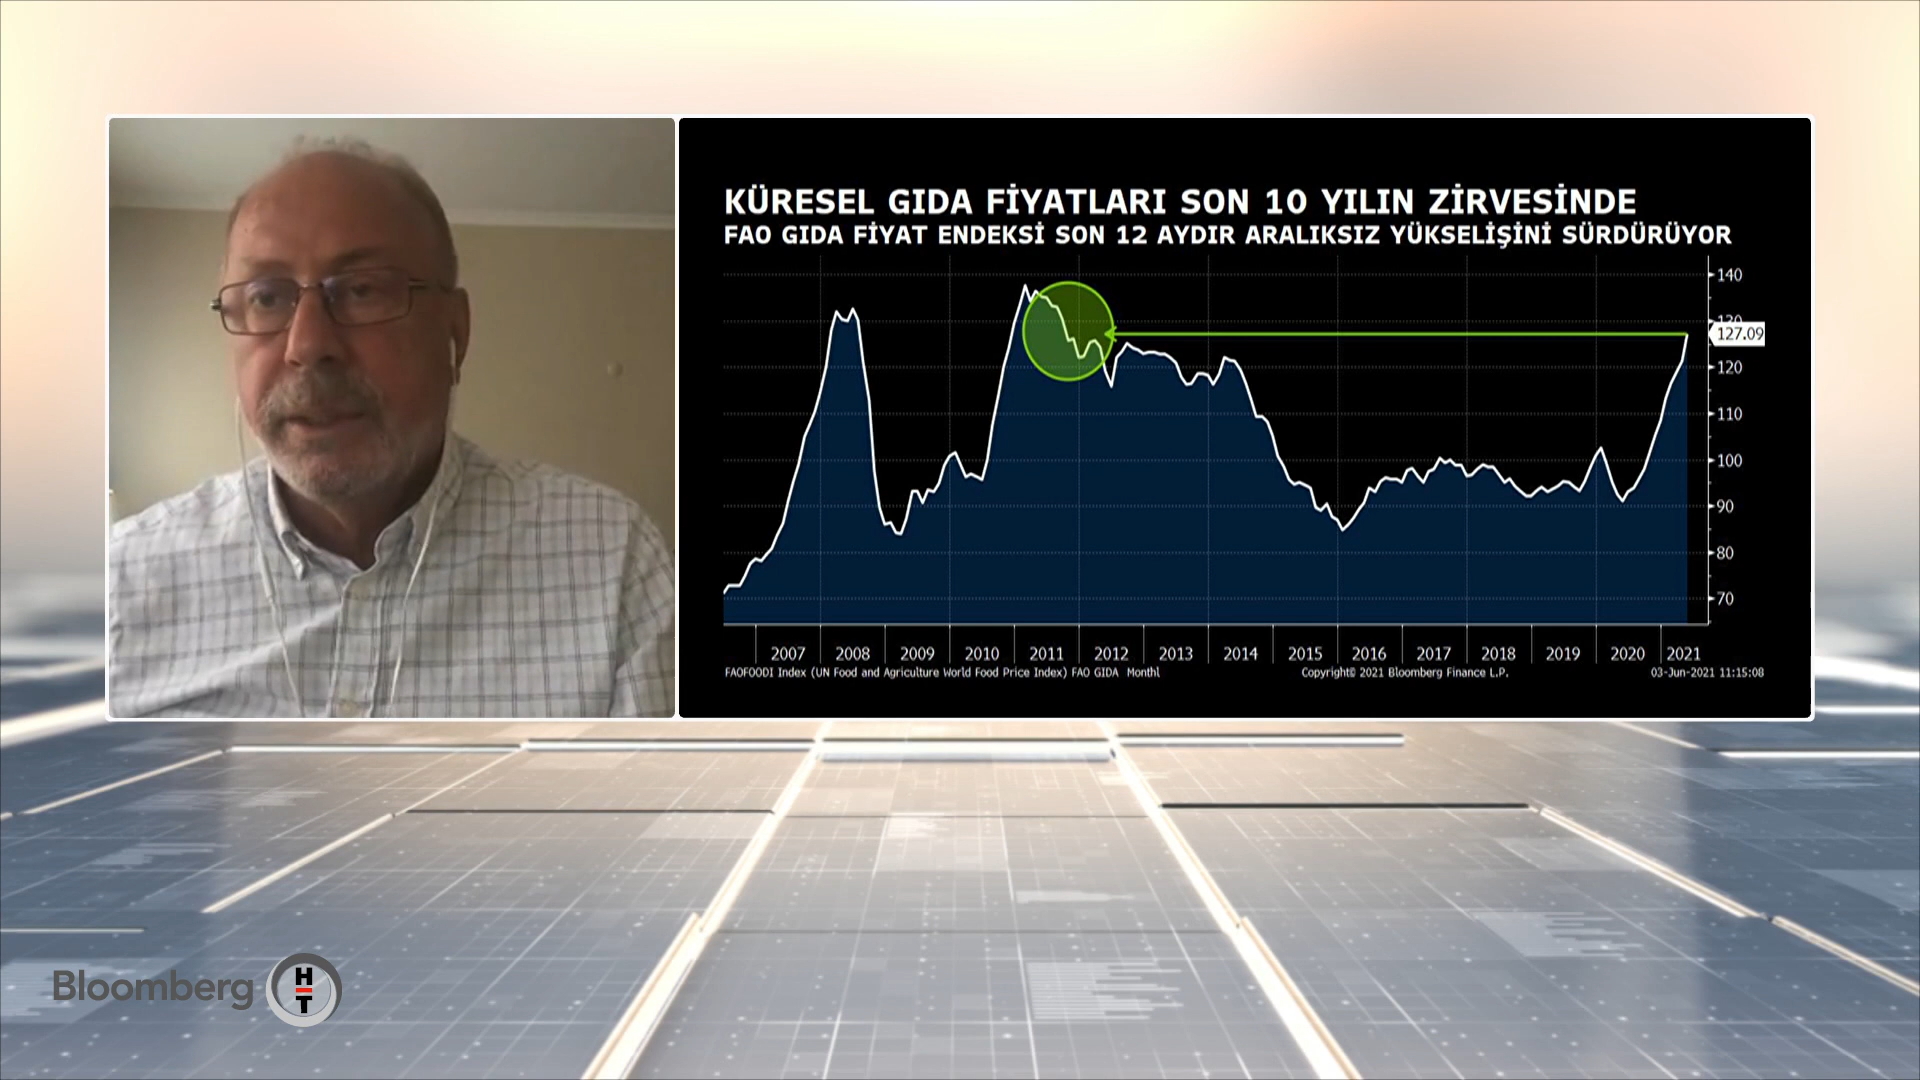 KÜRESEL GIDA FİYATLARI SON 10 YILIN ZİRVESİNDE
FAO GIDA FİYAT ENDEKSİ SON 12 AYDIR ARALIKSIZ YÜKSELİŞİNİ SÜRDÜRÜYOR
140
130
127.09
120
110
100
90
80
70
2007 2008 2009 2010 2011 2012 2013 2014 2015 2016 2017 2018 2019 2020 2021
FAOFOODI Index (UN Food and Agriculture World Food Price Index) FAO GIDA Monthl Copyright© 2021 Bloomberg Finance L.P. 03-Jun-2021 11:15:08
Bloomberg HT